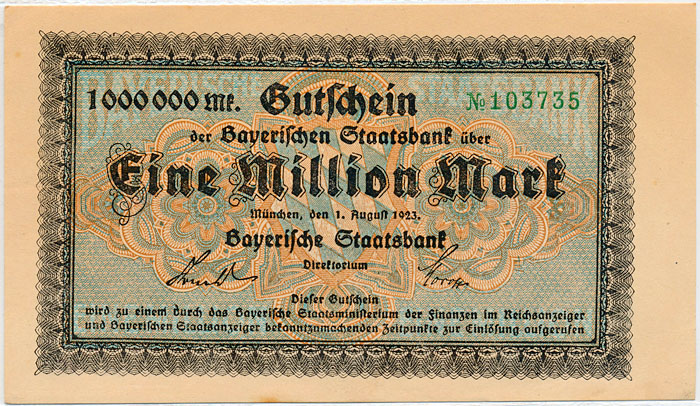 1 000 000 Mk. Gutschein № 103735
der Bayerischen Staatsbank über
Eine Million Mark
München, den 1. August 1923.
Bayerische Staatsbank
Direktorium
Dieser Gutschein
wird zu einem durch das Bayerische Staatsministerium der Finanzen im Reichsanzeiger
und Bayerischen Staatsanzeiger bekanntzumachenden Zeitpunkte zur Einlösung aufgerufen